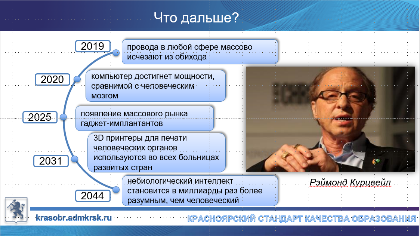 Что дальше?
2019
провода в любой сфере массово
исчезают из обихода
2020
компьютер достигнет мощности,
сравнимой с человеческим
мозгом
2025
появление массового рынка
гаджет-имплантантов
2031
3D принтеры для печати
человеческих органов
используются во всех больницах
развитых стран
2044
небиологический интеллект
становится в миллиарды раз более
разумным, чем человеческий
Рэймонд Курцвейл
krasobr.admkrsk.ru
КРАСНОЯРСКИЙ СТАНДАРТ КАЧЕСТВА ОБРАЗОВАНИЯ